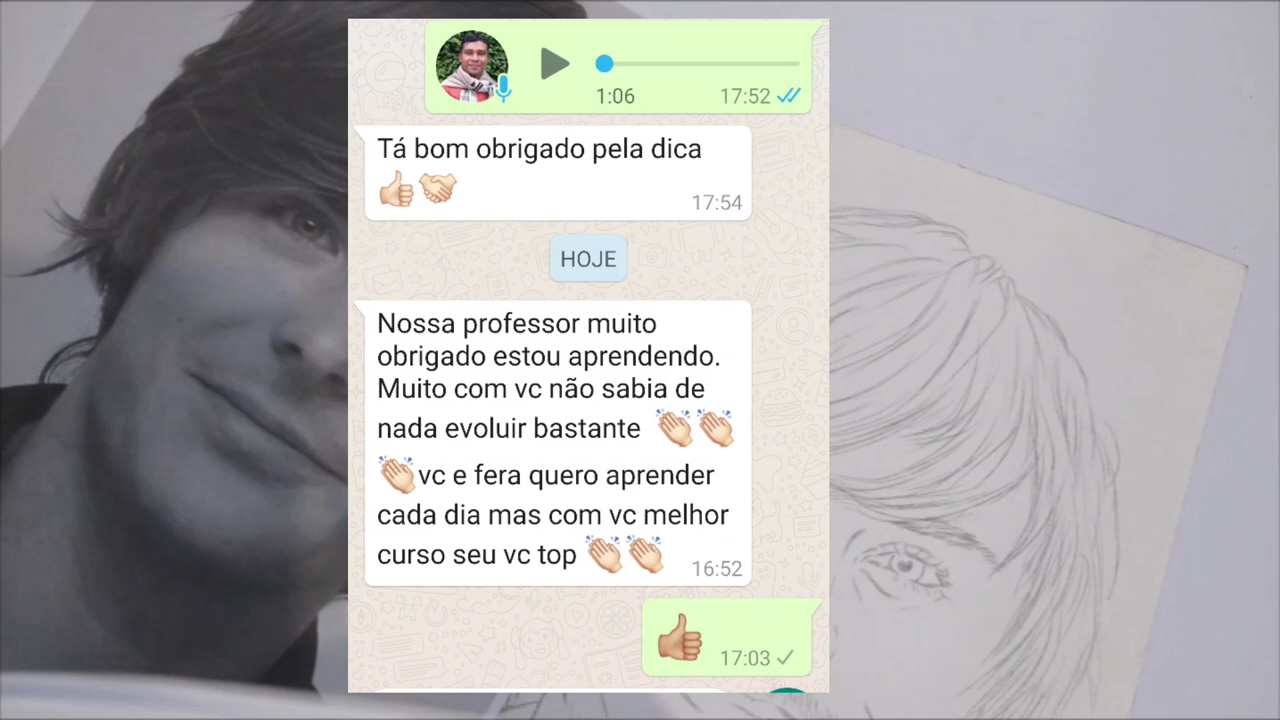 1:06 17:52
Tá bom obrigado pela dica
👍🏻🤝🏻
17:54
HOJE
Nossa professor muito
obrigado estou aprendendo.
Muito com vc não sabia de
nada evoluir bastante 👏🏻👏🏻
👏🏻vc e fera quero aprender
cada dia mas com vc melhor
curso seu vc top 👏🏻👏🏻
16:52
👍🏽 17:03